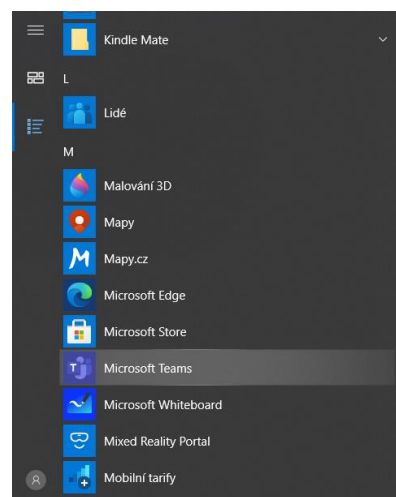 Kindle Mate
L
Lidé
M
Malování 3D
Mapy
Mapy.cz
Microsoft Edge
Microsoft Store
Microsoft Teams
Microsoft Whiteboard
Mixed Reality Portal
Mobilní tarify